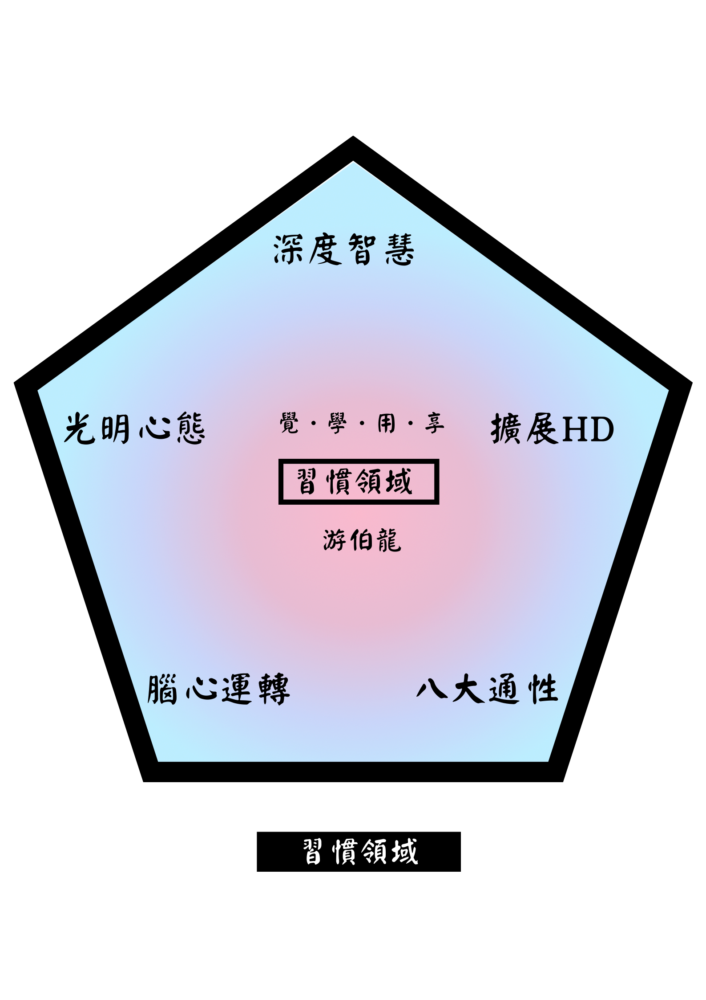 深度智慧
光明心態
覺·學·用·享
擴展HD
習慣領域
游伯龍
腦心運轉
八大通性
習慣領域